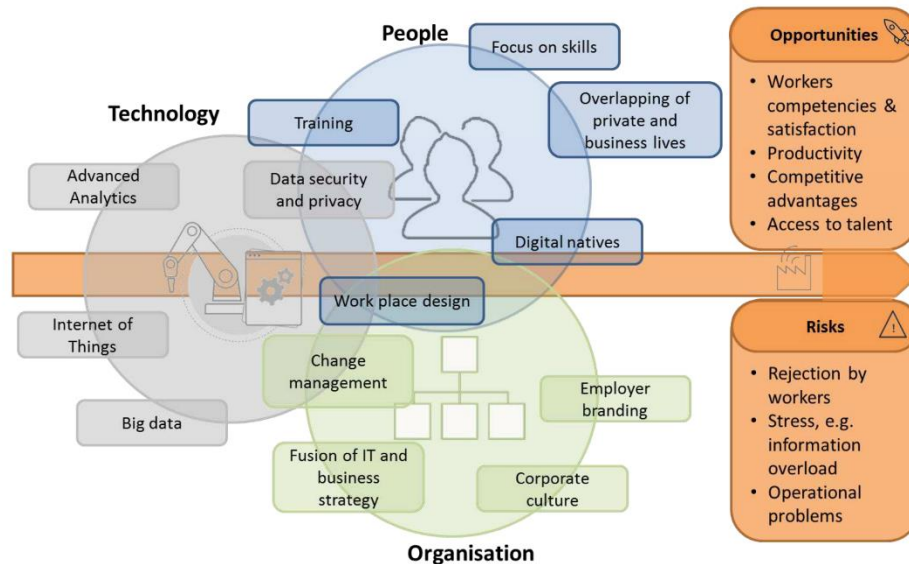 People
Focus on skills
Opportunities
Technology
Training
Overlapping of
private and
business lives
• Workers
competencies &
satisfaction
• Productivity
• Competitive
advantages
• Access to talent
Advanced
Analytics
Data security
and privacy
Digital natives
Work place design
Internet of
Things
Change
management
Employer
branding
Big data
Fusion of IT and
business
strategy
Corporate
culture
Organisation
Risks
!
• Rejection by
workers
• Stress, e.g.
information
overload
• Operational
problems